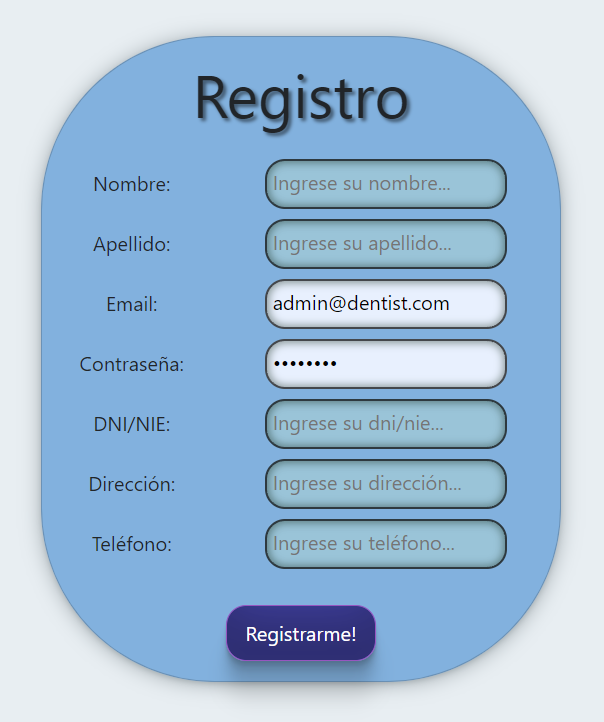 Registro
Nombre: Ingrese su nombre...
Apellido: Ingrese su apellido...
Email: admin@dentist.com
Contraseña: ••••••••
DNI/NIE: Ingrese su dni/nie...
Dirección: Ingrese su dirección...
Teléfono: Ingrese su teléfono...
Registrarme!